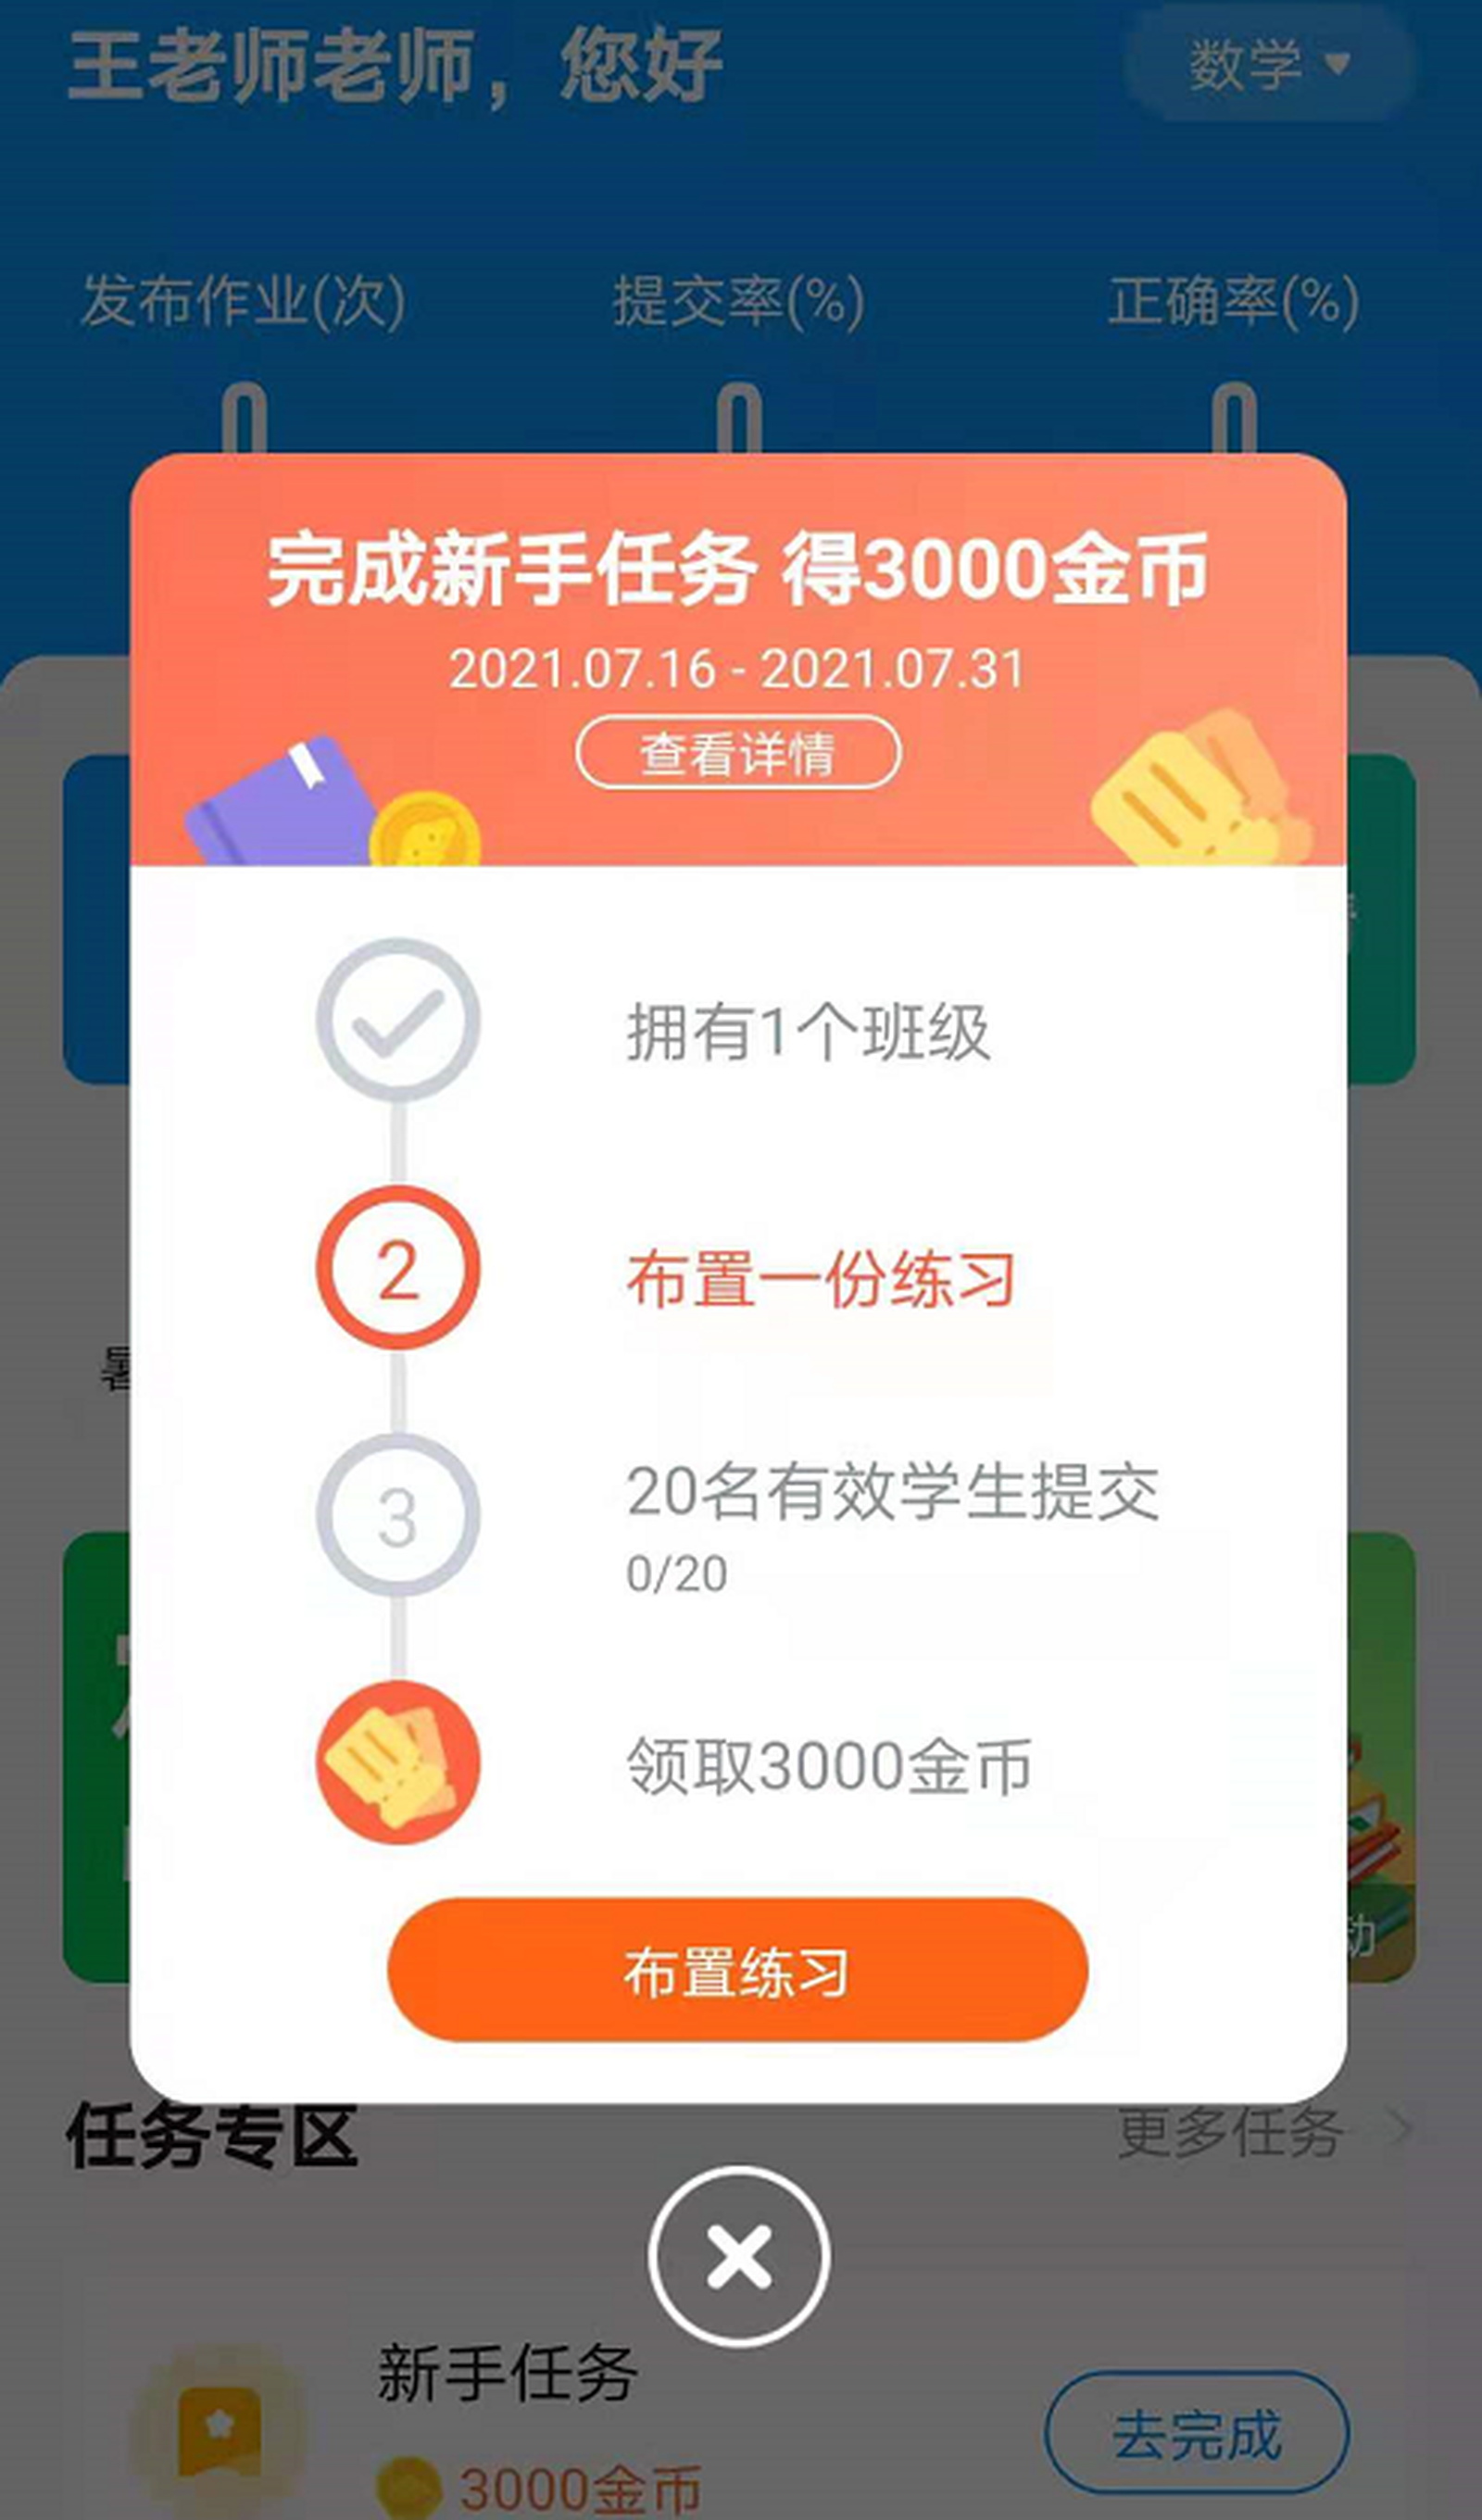 王老师老师，您好
数学
发布作业(次)
提交率(%)
正确率(%)
0
0
0
完成新手任务 得3000金币
2021.07.16 - 2021.07.31
查看详情
拥有1个班级
2
布置一份练习
3
20名有效学生提交
0/20
领取3000金币
动
布置练习
任务专区
更多任务
新手任务
去完成
3000金币